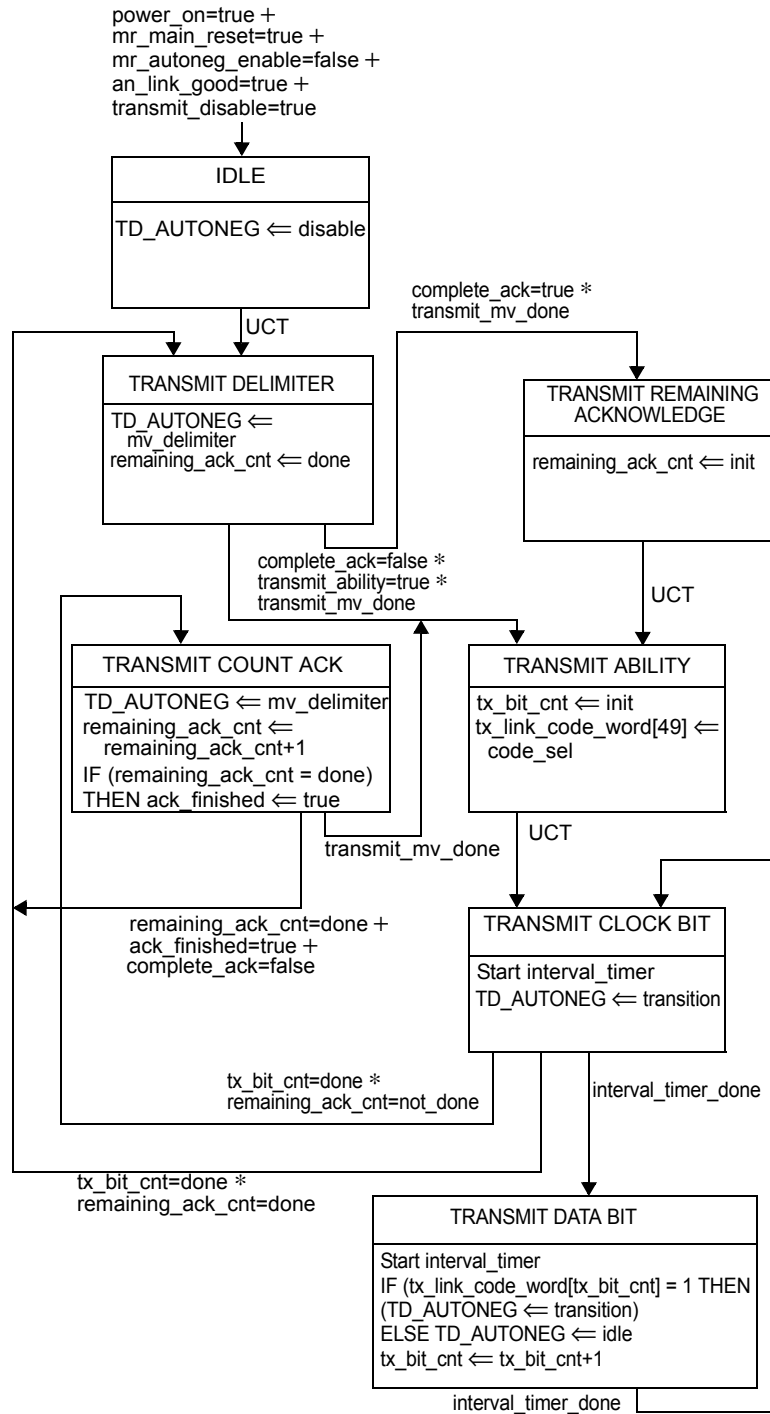 power_on=true +
mr_main_reset=true +
mr_autoneg_enable=false +
an_link_good=true +
transmit_disable=true
IDLE
TD_AUTONEG ⇐ disable
UCT
complete_ack=true *
transmit_mv_done
TRANSMIT DELIMITER
TD_AUTONEG ⇐
mv_delimiter
remaining_ack_cnt ⇐ done
TRANSMIT REMAINING
ACKNOWLEDGE
remaining_ack_cnt ⇐ init
complete_ack=false *
transmit_ability=true *
transmit_mv_done
UCT
TRANSMIT COUNT ACK
TD_AUTONEG ⇐ mv_delimiter
remaining_ack_cnt ⇐
remaining_ack_cnt+1
IF (remaining_ack_cnt = done)
THEN ack_finished ⇐ true
TRANSMIT ABILITY
tx_bit_cnt ⇐ init
tx_link_code_word[49] ⇐
code_sel
transmit_mv_done
UCT
remaining_ack_cnt=done +
ack_finished=true +
complete_ack=false
TRANSMIT CLOCK BIT
Start interval_timer
TD_AUTONEG ⇐ transition
tx_bit_cnt=done *
remaining_ack_cnt=not_done
interval_timer_done
tx_bit_cnt=done *
remaining_ack_cnt=done
TRANSMIT DATA BIT
Start interval_timer
IF (tx_link_code_word[tx_bit_cnt] = 1 THEN
(TD_AUTONEG ⇐ transition)
ELSE TD_AUTONEG ⇐ idle
tx_bit_cnt ⇐ tx_bit_cnt+1
interval_timer_done